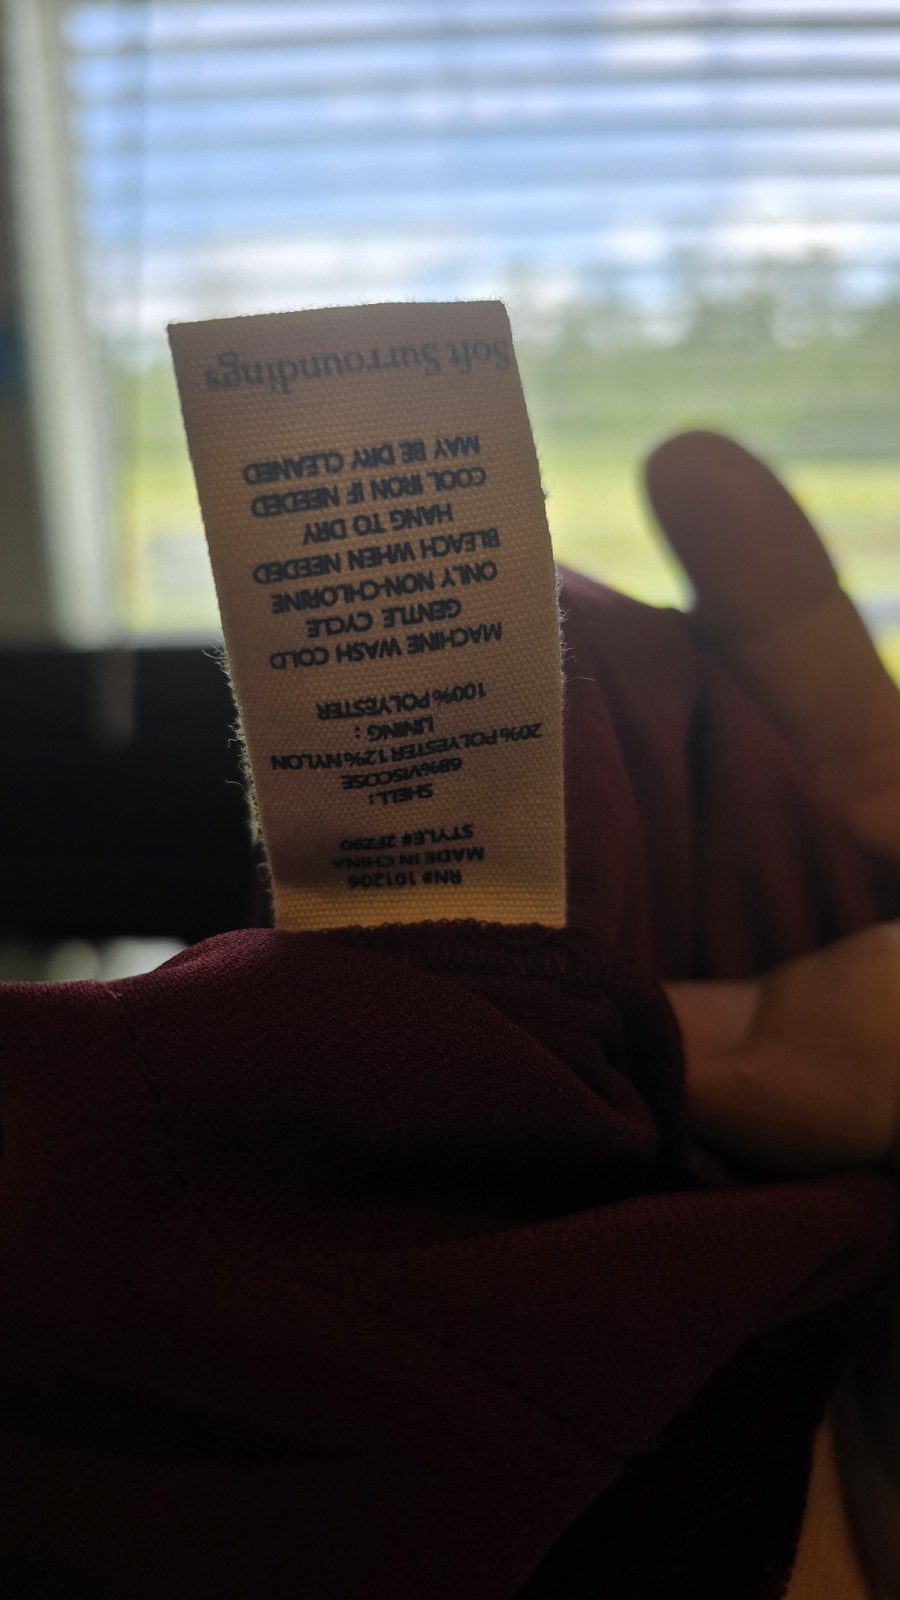 RN# 101206
MADE IN CHINA
STYLE# 2FZ90
SHELL:
68%VISCOSE
20%POLYESTER 12%NYLON
LINING:
100%POLYESTER
MACHINE WASH COLD
GENTLE CYCLE
ONLY NON-CHLORINE
BLEACH WHEN NEEDED
HANG TO DRY
COOL IRON IF NEEDED
MAY BE DRY CLEANED
Soft Surroundings